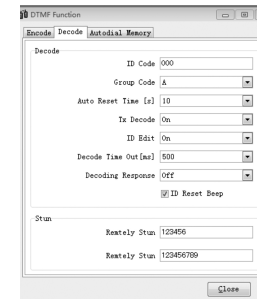 DTMF Function
Encode Decode Autodial Memory
Decode
ID Code 000
Group Code A
Auto Reset Time [s] 10
Tx Decode On
ID Edit On
Decode Time Out[ms] 500
Decoding Response Off
ID Reset Beep
Stun
Remtely Stun 123456
Remtely Stun 123456789
Close